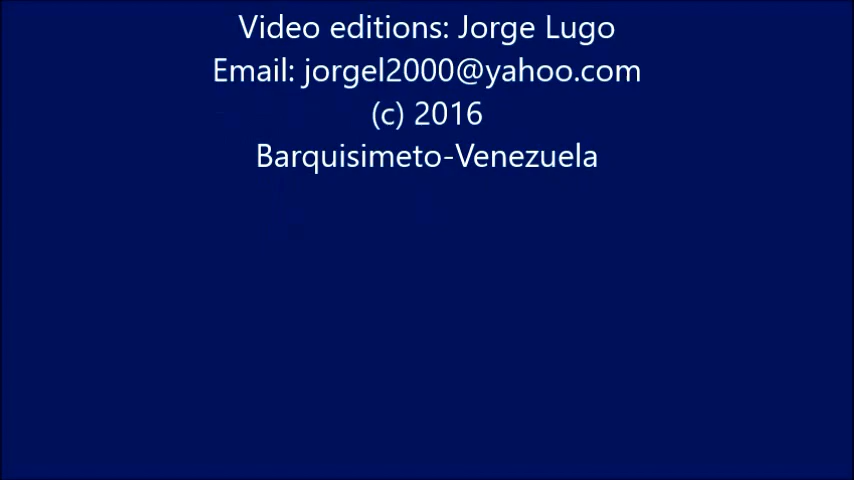 Video editions: Jorge Lugo
Email: jorgel2000@yahoo.com
(c) 2016
Barquisimeto-Venezuela